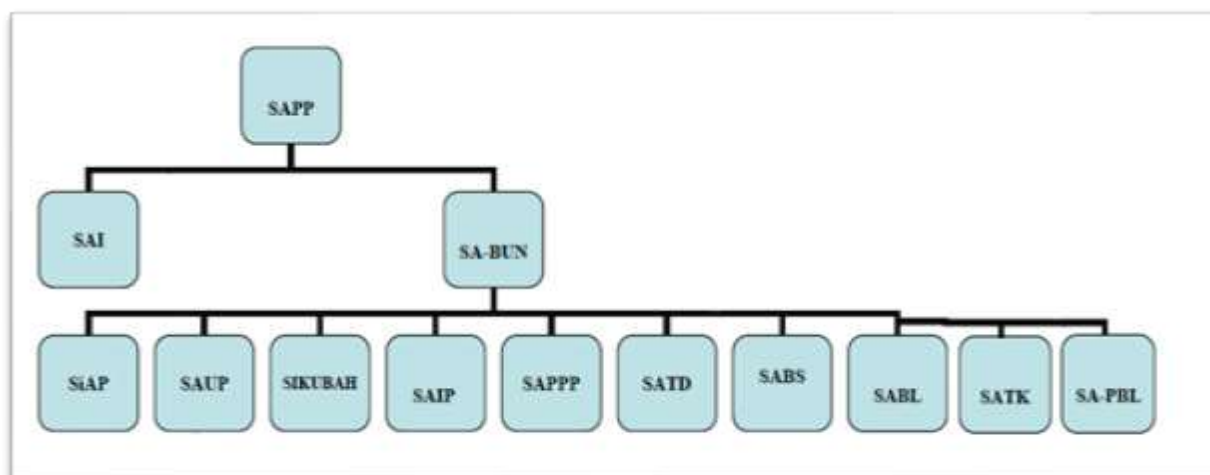 SAPP
SAI
SA-BUN
SiAP
SAUP
SIKUBAH
SAIP
SAPPP
SATD
SABS
SABL
SATK
SA-PBL